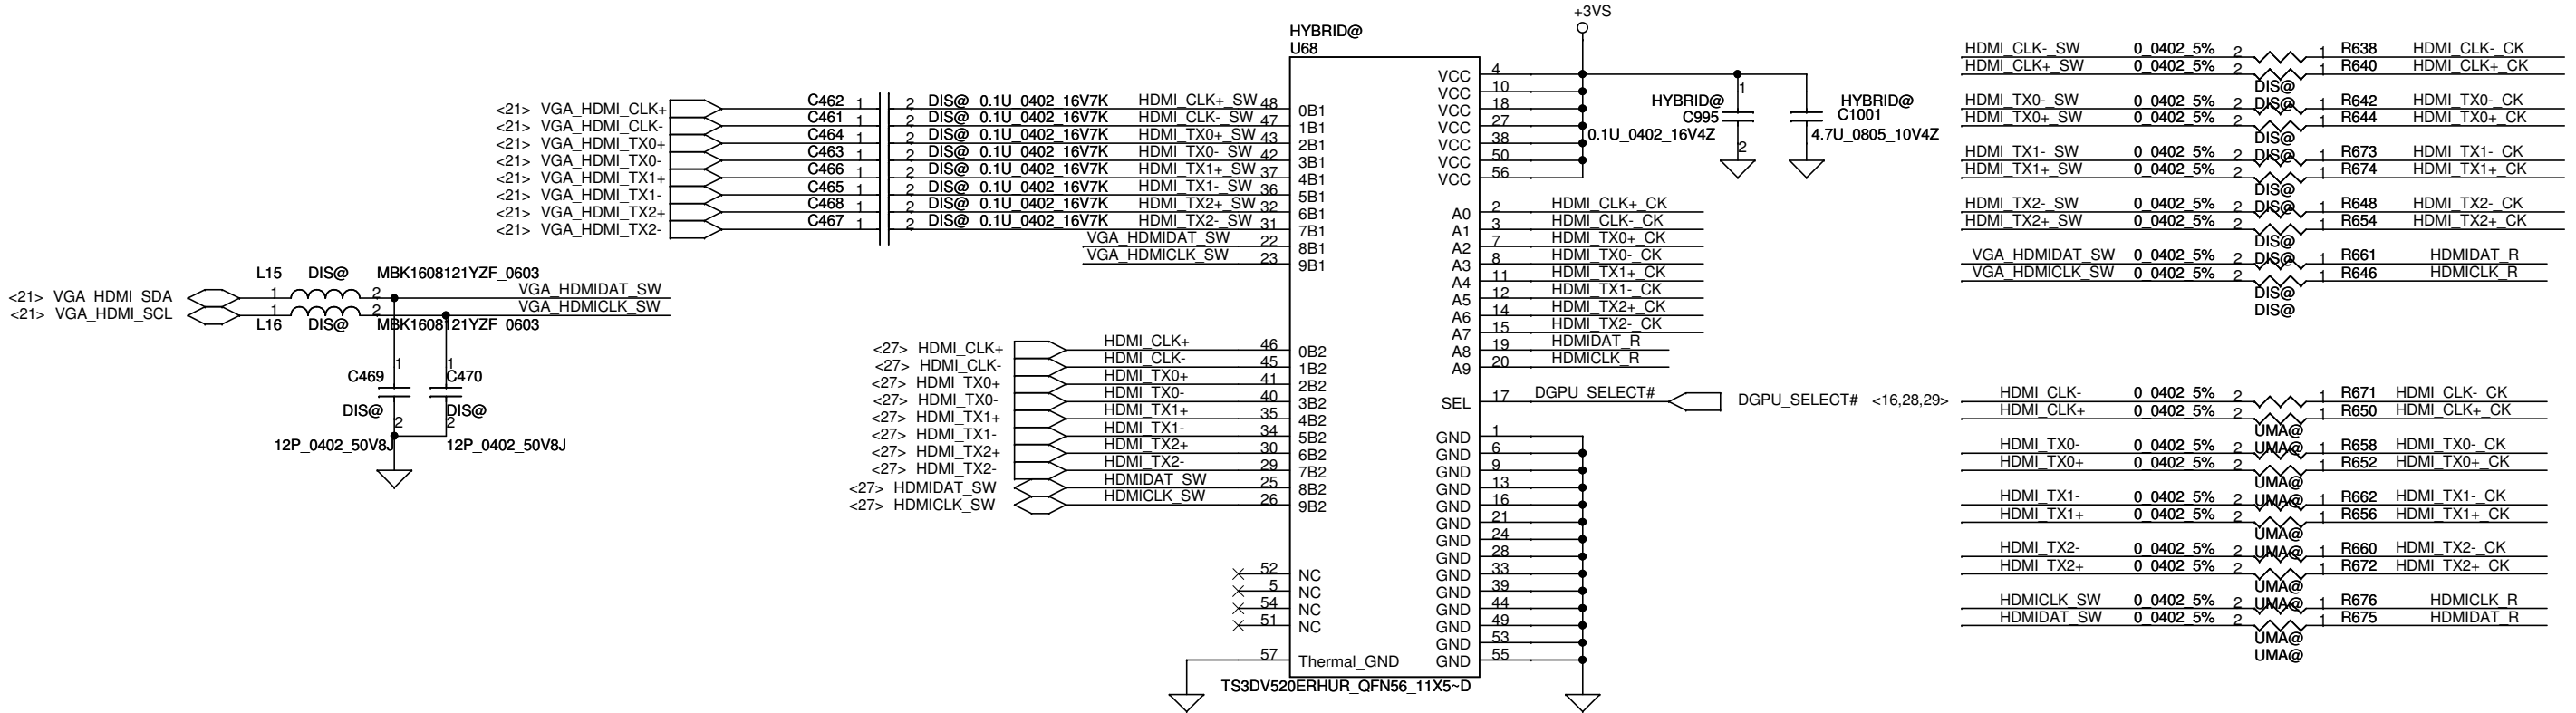 +3VS
HYBRID@
U68
<21> VGA_HDMI_CLK+ C462 1 2 DIS@ 0.1U_0402_16V7K HDMI_CLK+_SW 48 0B1
<21> VGA_HDMI_CLK- C461 1 2 DIS@ 0.1U_0402_16V7K HDMI_CLK-_SW 47 1B1
<21> VGA_HDMI_TX0+ C464 1 2 DIS@ 0.1U_0402_16V7K HDMI_TX0+_SW 43 2B1
<21> VGA_HDMI_TX0- C463 1 2 DIS@ 0.1U_0402_16V7K HDMI_TX0-_SW 42 3B1
<21> VGA_HDMI_TX1+ C466 1 2 DIS@ 0.1U_0402_16V7K HDMI_TX1+_SW 37 4B1
<21> VGA_HDMI_TX1- C465 1 2 DIS@ 0.1U_0402_16V7K HDMI_TX1-_SW 36 5B1
<21> VGA_HDMI_TX2+ C468 1 2 DIS@ 0.1U_0402_16V7K HDMI_TX2+_SW 32 6B1
<21> VGA_HDMI_TX2- C467 1 2 DIS@ 0.1U_0402_16V7K HDMI_TX2-_SW 31 7B1
VGA_HDMIDAT_SW 22 8B1
VGA_HDMICLK_SW 23 9B1
L15 DIS@ MBK1608121YZF_0603
<21> VGA_HDMI_SDA 1 2 VGA_HDMIDAT_SW
<21> VGA_HDMI_SCL 1 2 VGA_HDMICLK_SW
L16 DIS@ MBK1608121YZF_0603
1 1
C469 C470
DIS@ DIS@
2 2
12P_0402_50V8J 12P_0402_50V8J
<27> HDMI_CLK+ HDMI_CLK+ 46 0B2
<27> HDMI_CLK- HDMI_CLK- 45 1B2
<27> HDMI_TX0+ HDMI_TX0+ 41 2B2
<27> HDMI_TX0- HDMI_TX0- 40 3B2
<27> HDMI_TX1+ HDMI_TX1+ 35 4B2
<27> HDMI_TX1- HDMI_TX1- 34 5B2
<27> HDMI_TX2+ HDMI_TX2+ 30 6B2
<27> HDMI_TX2- HDMI_TX2- 29 7B2
<27> HDMIDAT_SW HDMIDAT_SW 25 8B2
<27> HDMICLK_SW HDMICLK_SW 26 9B2
52 NC
5 NC
54 NC
51 NC
57 Thermal_GND
VCC 4
VCC 10
VCC 18
VCC 27
VCC 38
VCC 50
VCC 56
1
HYBRID@
C995
0.1U_0402_16V4Z
2
HYBRID@
C1001
4.7U_0805_10V4Z
A0 2 HDMI_CLK+_CK
A1 3 HDMI_CLK-_CK
A2 7 HDMI_TX0+_CK
A3 8 HDMI_TX0-_CK
A4 11 HDMI_TX1+_CK
A5 12 HDMI_TX1-_CK
A6 14 HDMI_TX2+_CK
A7 15 HDMI_TX2-_CK
A8 19 HDMIDAT_R
A9 20 HDMICLK_R
SEL 17 DGPU_SELECT# DGPU_SELECT# <16,28,29>
GND 1
GND 6
GND 9
GND 13
GND 16
GND 21
GND 24
GND 28
GND 33
GND 39
GND 44
GND 49
GND 53
GND 55
TS3DV520ERHUR_QFN56_11X5~D
HDMI_CLK-_SW 0_0402_5% 2 1 R638 HDMI_CLK-_CK
HDMI_CLK+_SW 0_0402_5% 2 1 R640 HDMI_CLK+_CK
DIS@
HDMI_TX0-_SW 0_0402_5% 2 DIS@ 1 R642 HDMI_TX0-_CK
HDMI_TX0+_SW 0_0402_5% 2 1 R644 HDMI_TX0+_CK
DIS@
HDMI_TX1-_SW 0_0402_5% 2 DIS@ 1 R673 HDMI_TX1-_CK
HDMI_TX1+_SW 0_0402_5% 2 1 R674 HDMI_TX1+_CK
DIS@
HDMI_TX2-_SW 0_0402_5% 2 DIS@ 1 R648 HDMI_TX2-_CK
HDMI_TX2+_SW 0_0402_5% 2 1 R654 HDMI_TX2+_CK
DIS@
VGA_HDMIDAT_SW 0_0402_5% 2 DIS@ 1 R661 HDMIDAT_R
VGA_HDMICLK_SW 0_0402_5% 2 1 R646 HDMICLK_R
DIS@
DIS@
HDMI_CLK- 0_0402_5% 2 1 R671 HDMI_CLK-_CK
HDMI_CLK+ 0_0402_5% 2 1 R650 HDMI_CLK+_CK
UMA@
HDMI_TX0- 0_0402_5% 2 UMA@ 1 R658 HDMI_TX0-_CK
HDMI_TX0+ 0_0402_5% 2 1 R652 HDMI_TX0+_CK
UMA@
HDMI_TX1- 0_0402_5% 2 UMA@ 1 R662 HDMI_TX1-_CK
HDMI_TX1+ 0_0402_5% 2 1 R656 HDMI_TX1+_CK
UMA@
HDMI_TX2- 0_0402_5% 2 UMA@ 1 R660 HDMI_TX2-_CK
HDMI_TX2+ 0_0402_5% 2 1 R672 HDMI_TX2+_CK
UMA@
HDMICLK_SW 0_0402_5% 2 UMA@ 1 R676 HDMICLK_R
HDMIDAT_SW 0_0402_5% 2 1 R675 HDMIDAT_R
UMA@
UMA@